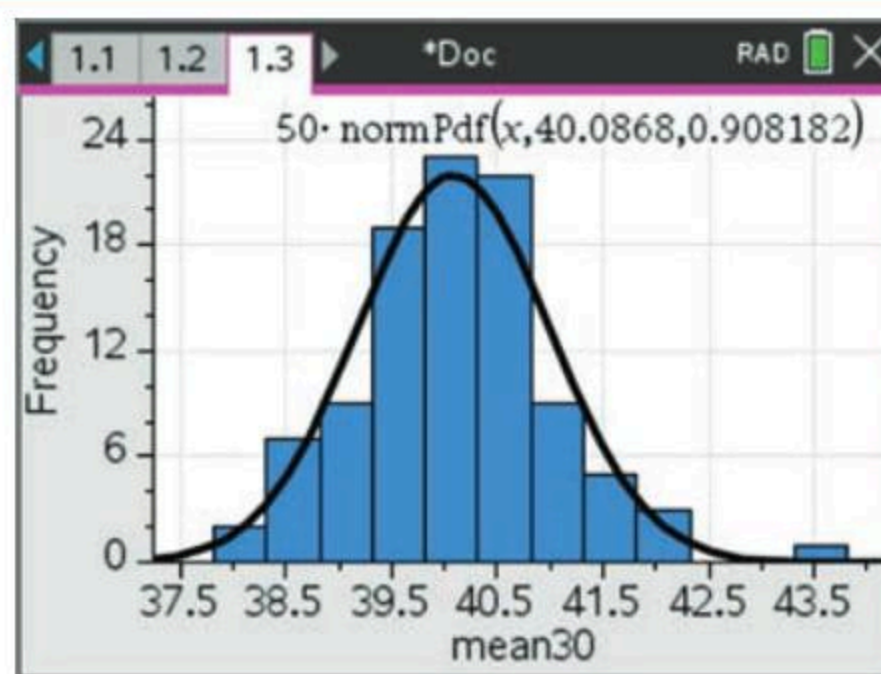 1.1 1.2 1.3 *Doc RAD
50· normPdf(x,40.0868,0.908182)
Frequency
24
18
12
6
0
37.5 38.5 39.5 40.5 41.5 42.5 43.5
mean30